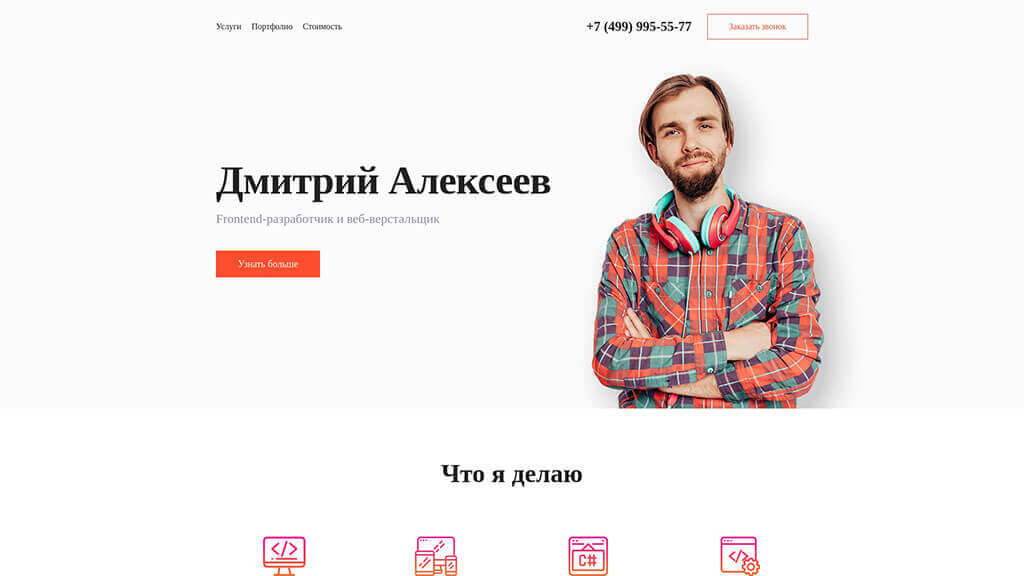 Услуги Портфолио Стоимость +7 (499) 995-55-77 Заказать звонок
Дмитрий Алексеев
Frontend-разработчик и веб-верстальщик
Узнать больше
Что я делаю
</> C# </>